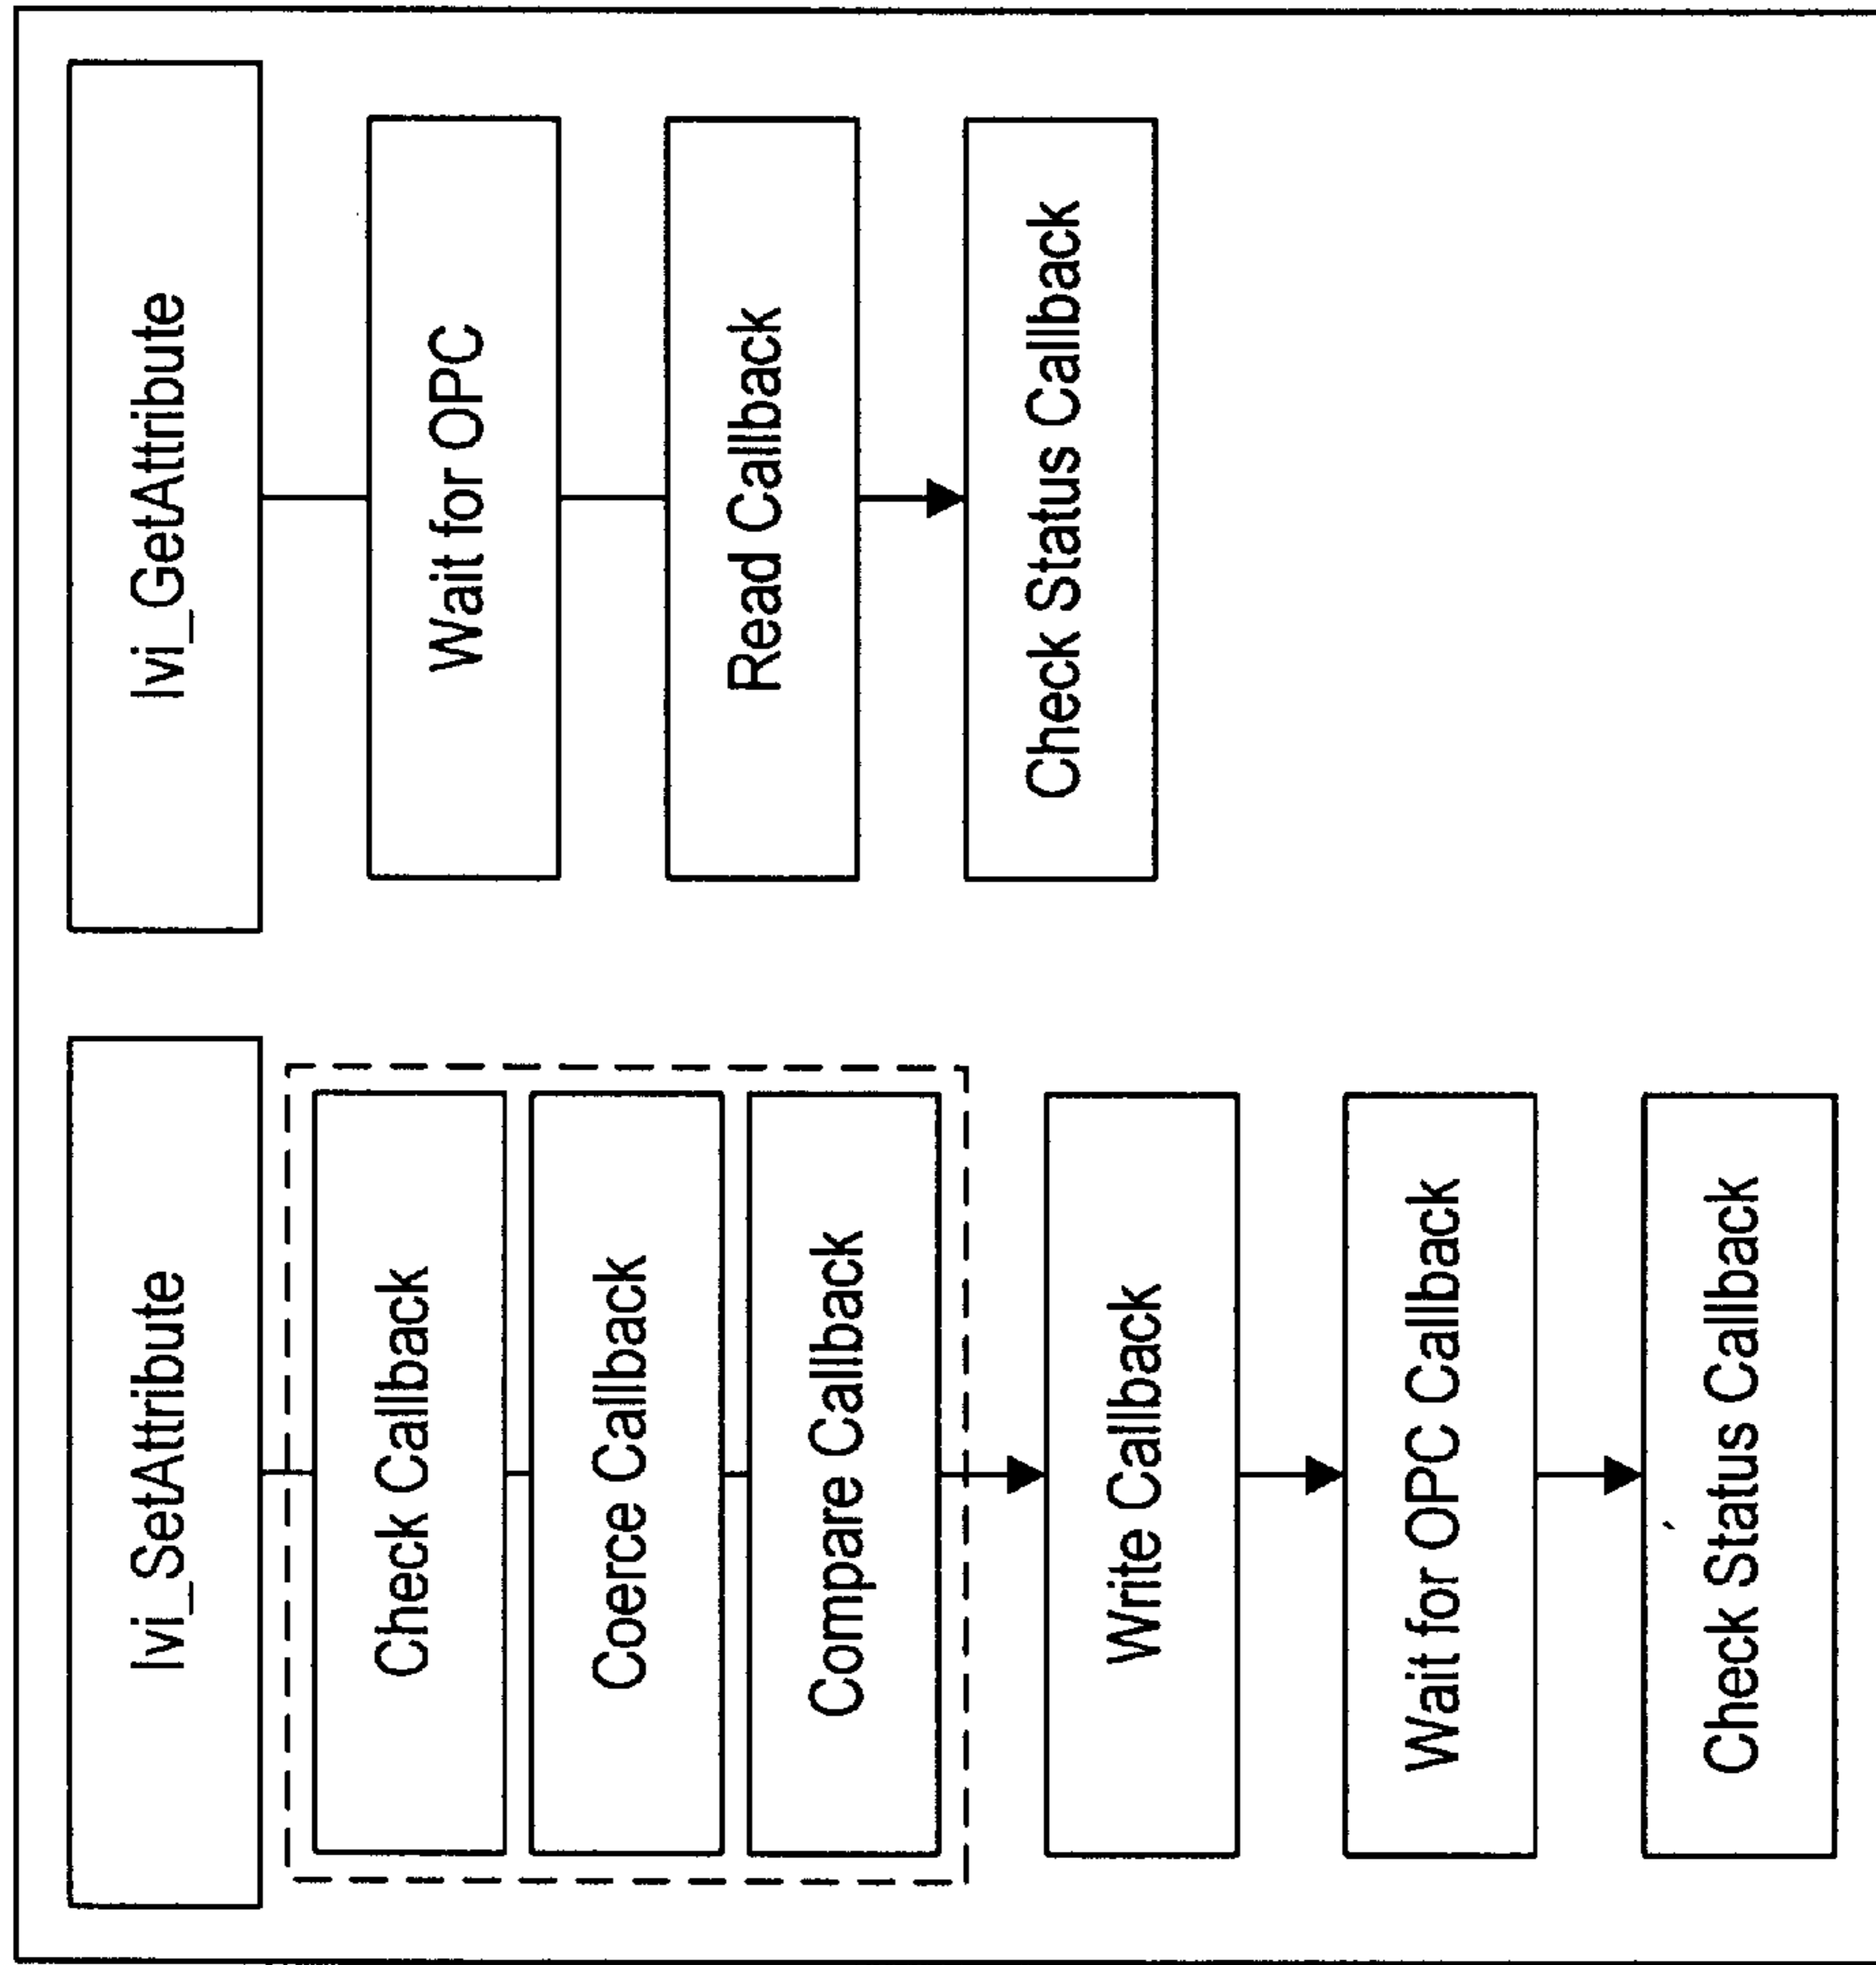 Ivi_SetAttribute
Check Callback
Coerce Callback
Compare Callback
Write Callback
Wait for OPC Callback
Check Status Callback
Ivi_GetAttribute
Wait for OPC
Read Callback
Check Status Callback